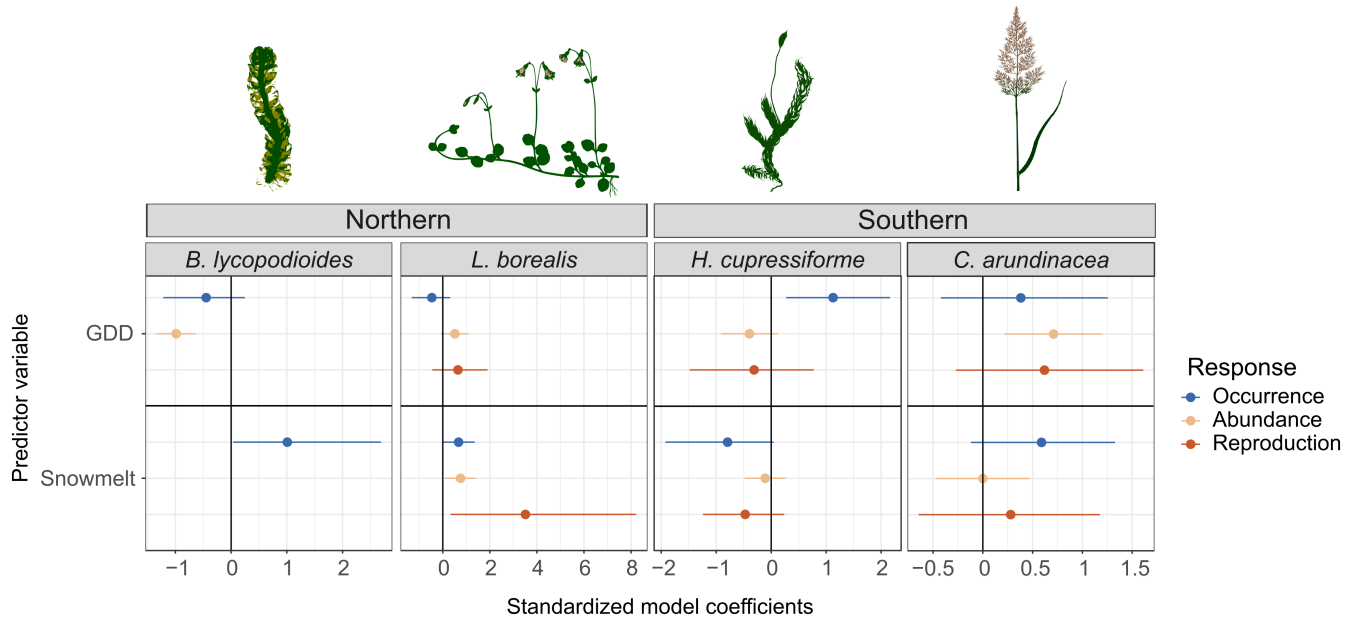 Northern
Southern
B. lycopodioides
L. borealis
H. cupressiforme
C. arundinacea
Predictor variable
GDD
Snowmelt
−1 0 1 2
0 2 4 6 8
−2 −1 0 1 2
−0.5 0 0.5 1 1.5
Standardized model coefficients
Response
Occurrence
Abundance
Reproduction